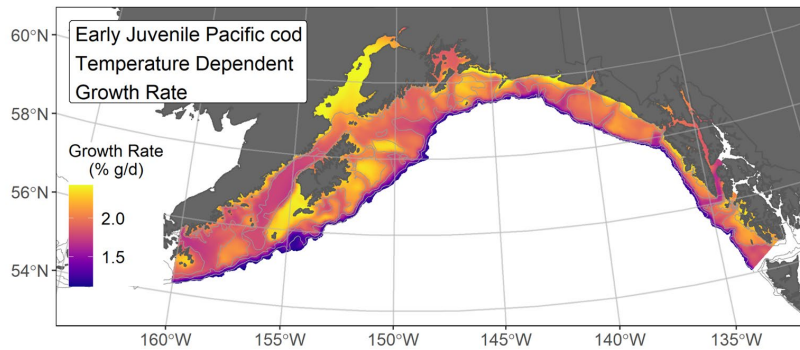 Early Juvenile Pacific cod
Temperature Dependent
Growth Rate
Growth Rate
(% g/d)
2.0
1.5
60°N
58°N
56°N
54°N
160°W
155°W
150°W
145°W
140°W
135°W